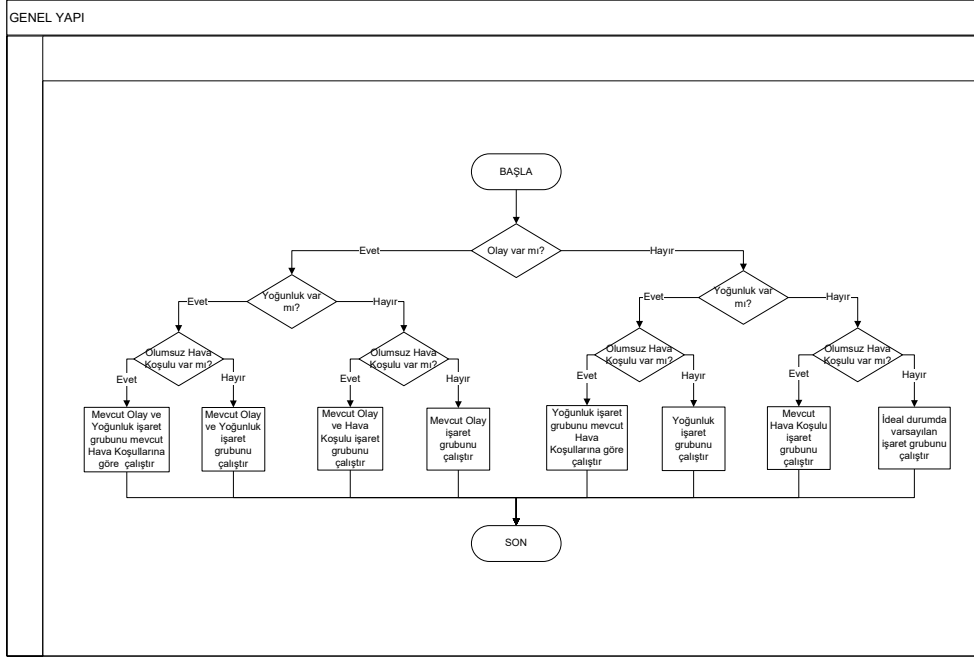 GENEL YAPI
BAŞLA
Olay var mı?
Evet
Hayır
Yoğunluk var
mı?
Yoğunluk var
mı?
Evet
Hayır
Evet
Hayır
Olumsuz Hava
Koşulu var mı?
Olumsuz Hava
Koşulu var mı?
Olumsuz Hava
Koşulu var mı?
Olumsuz Hava
Koşulu var mı?
Evet
Hayır
Evet
Hayır
Evet
Hayır
Evet
Hayır
Mevcut Olay ve
Yoğunluk işaret
grubunu mevcut
Hava Koşullarına
göre çalıştır
Mevcut Olay
ve Yoğunluk
işaret
grubunu
çalıştır
Mevcut Olay
ve Hava
Koşulu işaret
grubunu
çalıştır
Mevcut Olay
işaret
grubunu
çalıştır
Yoğunluk işaret
grubunu mevcut
Hava
Koşullarına göre
çalıştır
Yoğunluk
işaret
grubunu
çalıştır
Mevcut
Hava Koşulu
işaret
grubunu
çalıştır
İdeal durumda
varsayılan
işaret grubunu
çalıştır
SON